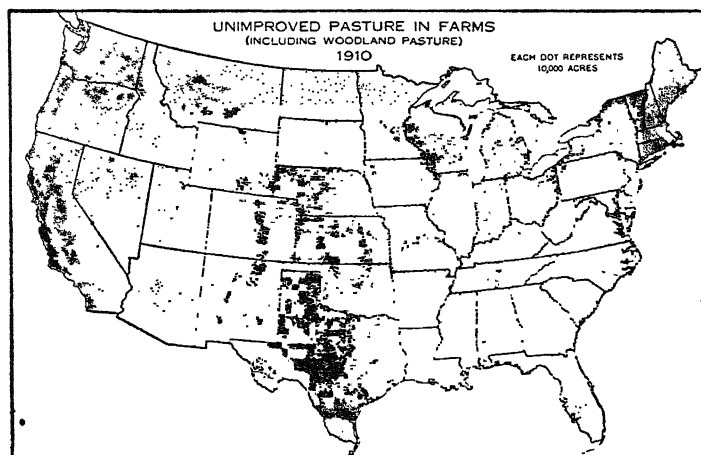 UNIMPROVED PASTURE IN FARMS
(INCLUDING WOODLAND PASTURE)
1910
EACH DOT REPRESENTS
10,000 ACRES